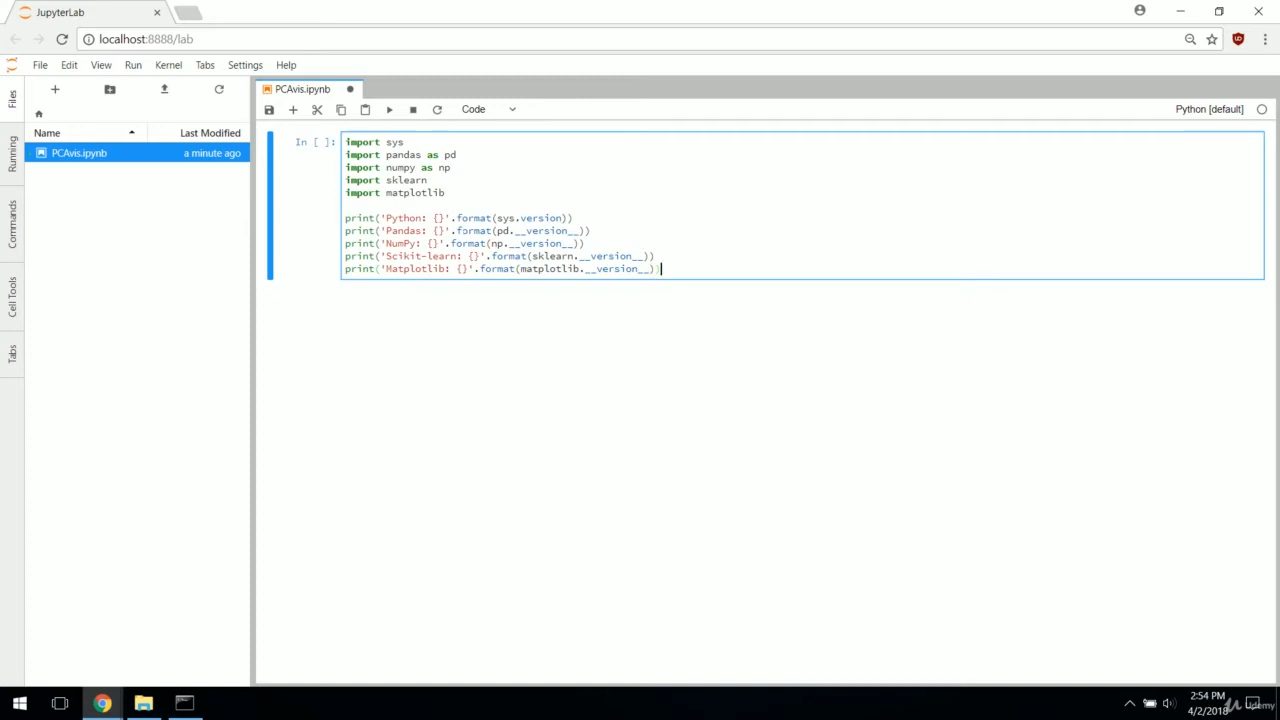 JupyterLab
localhost:8888/lab
File Edit View Run Kernel Tabs Settings Help
Files
Running
Commands
Cell Tools
Tabs
Name Last Modified
PCAvis.ipynb a minute ago
PCAvis.ipynb
Code
Python [default]
In [ ]:
import sys
import pandas as pd
import numpy as np
import sklearn
import matplotlib
print('Python: {}'.format(sys.version))
print('Pandas: {}'.format(pd.__version__))
print('NumPy: {}'.format(np.__version__))
print('Scikit-learn: {}'.format(sklearn.__version__))
print('Matplotlib: {}'.format(matplotlib.__version__))
2:54 PM
4/2/2018
Udemy